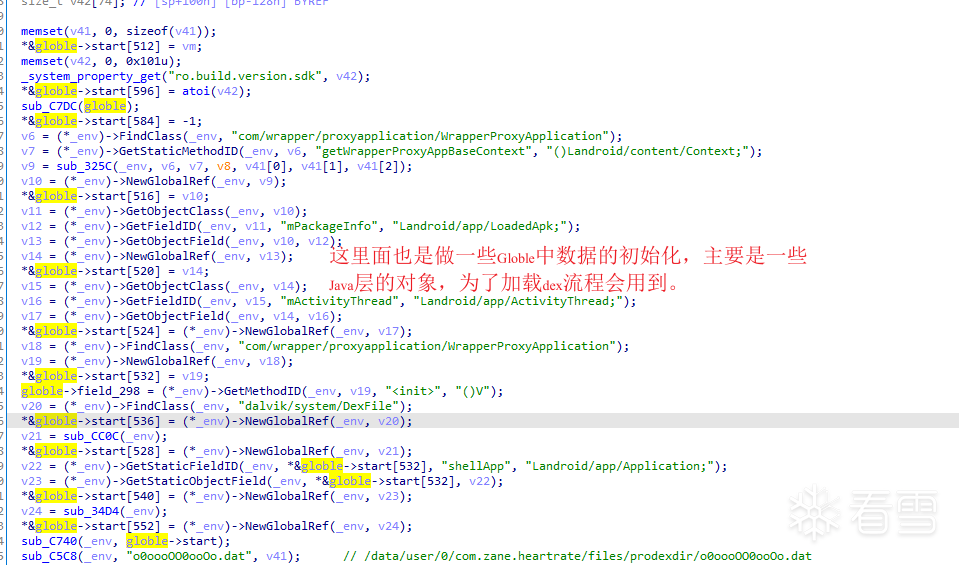 size_t v42[74]; // [sp+100h] [bp-128h] BYREF
memset(v41, 0, sizeof(v41));
*&globle->start[512] = vm;
memset(v42, 0, 0x101u);
_system_property_get("ro.build.version.sdk", v42);
*&globle->start[596] = atoi(v42);
sub_C7DC(globle);
*&globle->start[584] = -1;
v6 = (*_env)->FindClass(_env, "com/wrapper/proxyapplication/WrapperProxyApplication");
v7 = (*_env)->GetStaticMethodID(_env, v6, "getWrapperProxyAppBaseContext", "()Landroid/content/Context;");
v9 = sub_325C(_env, v6, v7, v8, v41[0], v41[1], v41[2]);
v10 = (*_env)->NewGlobalRef(_env, v9);
*&globle->start[516] = v10;
v11 = (*_env)->GetObjectClass(_env, v10);
v12 = (*_env)->GetFieldID(_env, v11, "mPackageInfo", "Landroid/app/LoadedApk;");
v13 = (*_env)->GetObjectField(_env, v10, v12);
v14 = (*_env)->NewGlobalRef(_env, v13);
这里面也是做一些Globle中数据的初始化，主要是一些
*&globle->start[520] = v14;
v15 = (*_env)->GetObjectClass(_env, v14);
Java层的对象，为了加载dex流程会用到。
v16 = (*_env)->GetFieldID(_env, v15, "mActivityThread", "Landroid/app/ActivityThread;");
v17 = (*_env)->GetObjectField(_env, v14, v16);
*&globle->start[524] = (*_env)->NewGlobalRef(_env, v17);
v18 = (*_env)->FindClass(_env, "com/wrapper/proxyapplication/WrapperProxyApplication");
v19 = (*_env)->NewGlobalRef(_env, v18);
*&globle->start[532] = v19;
globle->field_298 = (*_env)->GetMethodID(_env, v19, "<init>", "()V");
v20 = (*_env)->FindClass(_env, "dalvik/system/DexFile");
*&globle->start[536] = (*_env)->NewGlobalRef(_env, v20);
v21 = sub_CC0C(_env);
*&globle->start[528] = (*_env)->NewGlobalRef(_env, v21);
v22 = (*_env)->GetStaticFieldID(_env, *&globle->start[532], "shellApp", "Landroid/app/Application;");
v23 = (*_env)->GetStaticObjectField(_env, *&globle->start[532], v22);
*&globle->start[540] = (*_env)->NewGlobalRef(_env, v23);
v24 = sub_34D4(_env);
*&globle->start[552] = (*_env)->NewGlobalRef(_env, v24);
sub_C740(_env, globle->start);
sub_C5C8(_env, "o0oooOO0ooOo.dat", v41); // /data/user/0/com.zane.heartrate/files/prodexdir/o0oooOO0ooOo.dat
看雪